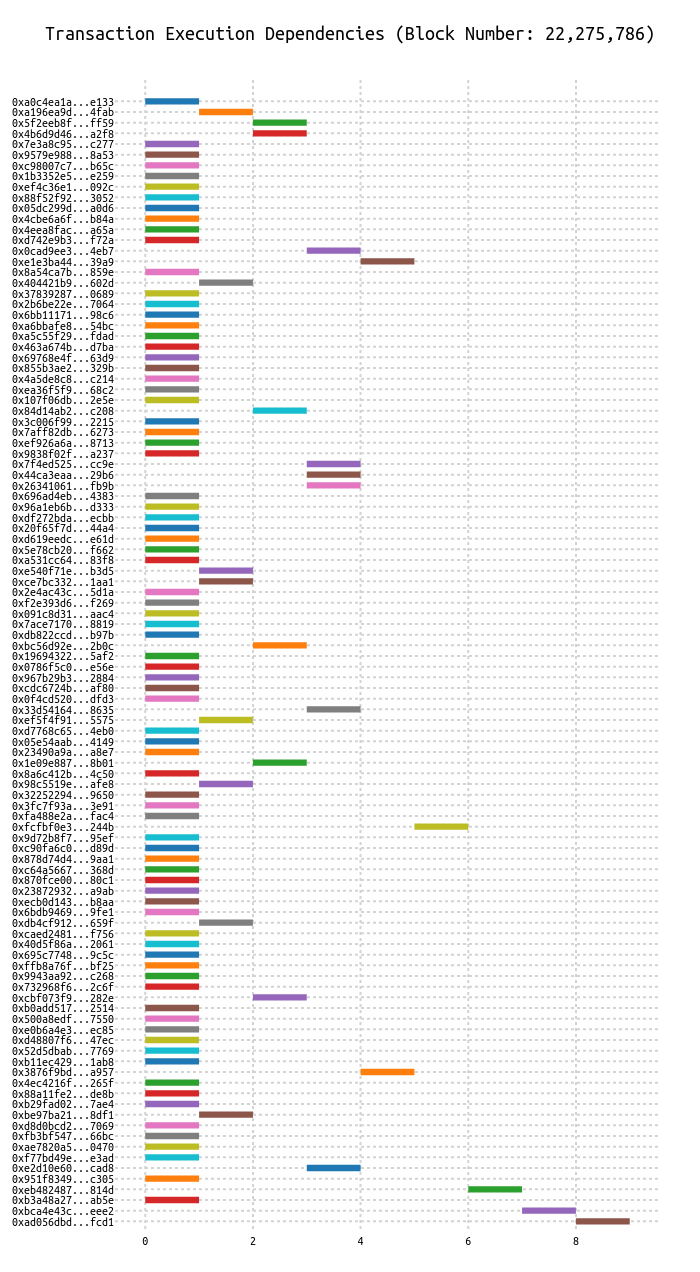 Transaction Execution Dependencies (Block Number: 22,275,786)
0xa0c4ea1a...e133
0xa196ea9d...4fab
0x5f2eeb8f...ff59
0x4b6d9d46...a2f8
0x7e3a8c95...c277
0x9579e988...8a53
0xc98007c7...b65c
0x1b3352e5...e259
0xef4c36e1...092c
0x88f52f92...3052
0x05dc299d...a0d6
0x4cbe6a6f...b84a
0x4eea8fac...a65a
0xd742e9b3...f72a
0x0cad9ee3...4eb7
0xe1e3ba44...39a9
0x8a54ca7b...859e
0x404421b9...602d
0x37839287...0689
0x2b6be22e...7064
0x6bb11171...98c6
0xa6bbafe8...54bc
0xa5c55f29...fdad
0x463a674b...d7ba
0x69768e4f...63d9
0x855b3ae2...329b
0x4a5de8c8...c214
0xea36f5f9...68c2
0x107f06db...2e5e
0x84d14ab2...c208
0x3c006f99...2215
0x7aff82db...6273
0xef926a6a...8713
0x9838f02f...a237
0x7f4ed525...cc9e
0x44ca3eaa...29b6
0x26341061...fb9b
0x696ad4eb...4383
0x96a1eb6b...d333
0xdf272bda...ecbb
0x20f65f7d...44a4
0xd619eedc...e61d
0x5e78cb20...f662
0xa531cc64...83f8
0xe540f71e...b3d5
0xce7bc332...1aa1
0x2e4ac43c...5d1a
0xf2e393d6...f269
0x091c8d31...aac4
0x7ace7170...8819
0xdb822ccd...b97b
0xbc56d92e...2b0c
0x19694322...5af2
0x0786f5c0...e56e
0x967b29b3...2884
0xcdc6724b...af80
0x0f4cd520...dfd3
0x33d54164...8635
0xef5f4f91...5575
0xd7768c65...4eb0
0x05e54aab...4149
0x23490a9a...a8e7
0x1e09e887...8b01
0x8a6c412b...4c50
0x98c5519e...afe8
0x32252294...9650
0x3fc7f93a...3e91
0xfa488e2a...fac4
0xfcfbf0e3...244b
0x9d72b8f7...95ef
0xc90fa6c0...d89d
0x878d74d4...9aa1
0xc64a5667...368d
0x870fce00...80c1
0x23872932...a9ab
0xecb0d143...b8aa
0x6bdb9469...9fe1
0xdb4cf912...659f
0xcaed2481...f756
0x40d5f86a...2061
0x695c7748...9c5c
0xffb8a76f...bf25
0x9943aa92...c268
0x732968f6...2c6f
0xcbf073f9...282e
0xb0add517...2514
0x500a8edf...7550
0xe0b6a4e3...ec85
0xd48807f6...47ec
0x52d5dbab...7769
0xb11ec429...1ab8
0x3876f9bd...a957
0x4ec4216f...265f
0x88a11fe2...de8b
0xb29fad02...7ae4
0xbe97ba21...8df1
0xd8d0bcd2...7069
0xfb3bf547...66bc
0xae7820a5...0470
0xf77bd49e...e3ad
0xe2d10e60...cad8
0x951f8349...c305
0xeb482487...814d
0xb3a48a27...ab5e
0xbca4e43c...eee2
0xad056dbd...fcd1
0 2 4 6 8